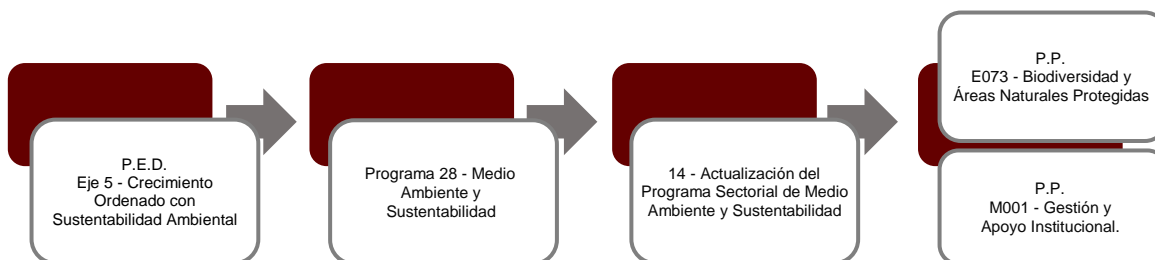 P.E.D.
Eje 5 - Crecimiento
Ordenado con
Sustentabilidad Ambiental
Programa 28 - Medio
Ambiente y
Sustentabilidad
14 - Actualización del
Programa Sectorial de Medio
Ambiente y Sustentabilidad
P.P.
E073 - Biodiversidad y
Áreas Naturales Protegidas
P.P.
M001 - Gestión y
Apoyo Institucional.